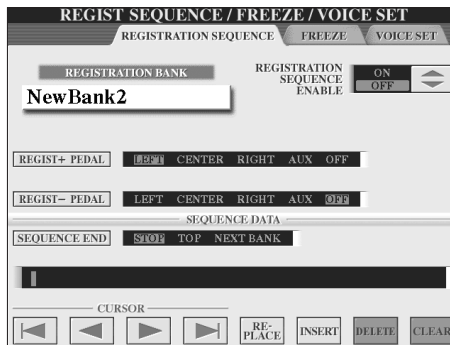 REGIST SEQUENCE / FREEZE / VOICE SET
REGISTRATION SEQUENCE FREEZE VOICE SET
REGISTRATION BANK
NewBank2
REGISTRATION
SEQUENCE
ENABLE
ON
OFF
REGIST+ PEDAL LEFT CENTER RIGHT AUX OFF
REGIST− PEDAL LEFT CENTER RIGHT AUX OFF
SEQUENCE DATA
SEQUENCE END STOP TOP NEXT BANK
CURSOR
RE-
PLACE
INSERT
DELETE
CLEAR